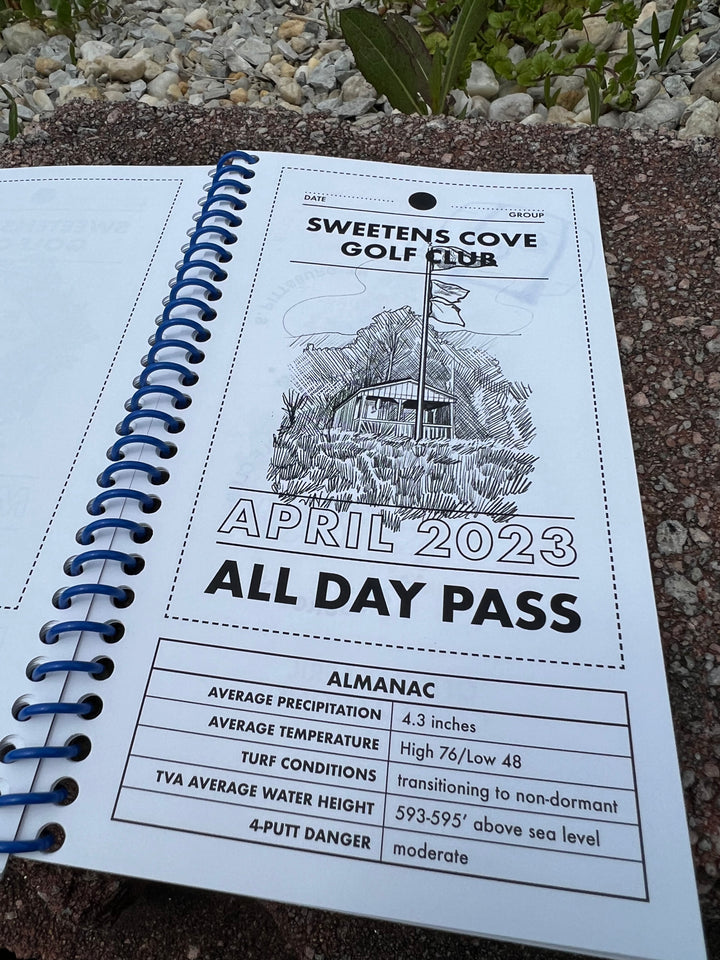 DATE
GROUP
SWEETENS COVE
GOLF CLUB
APRIL 2023
ALL DAY PASS
ALMANAC
AVERAGE PRECIPITATION 4.3 inches
AVERAGE TEMPERATURE High 76/Low 48
TURF CONDITIONS transitioning to non-dormant
TVA AVERAGE WATER HEIGHT 593-595' above sea level
4-PUTT DANGER moderate